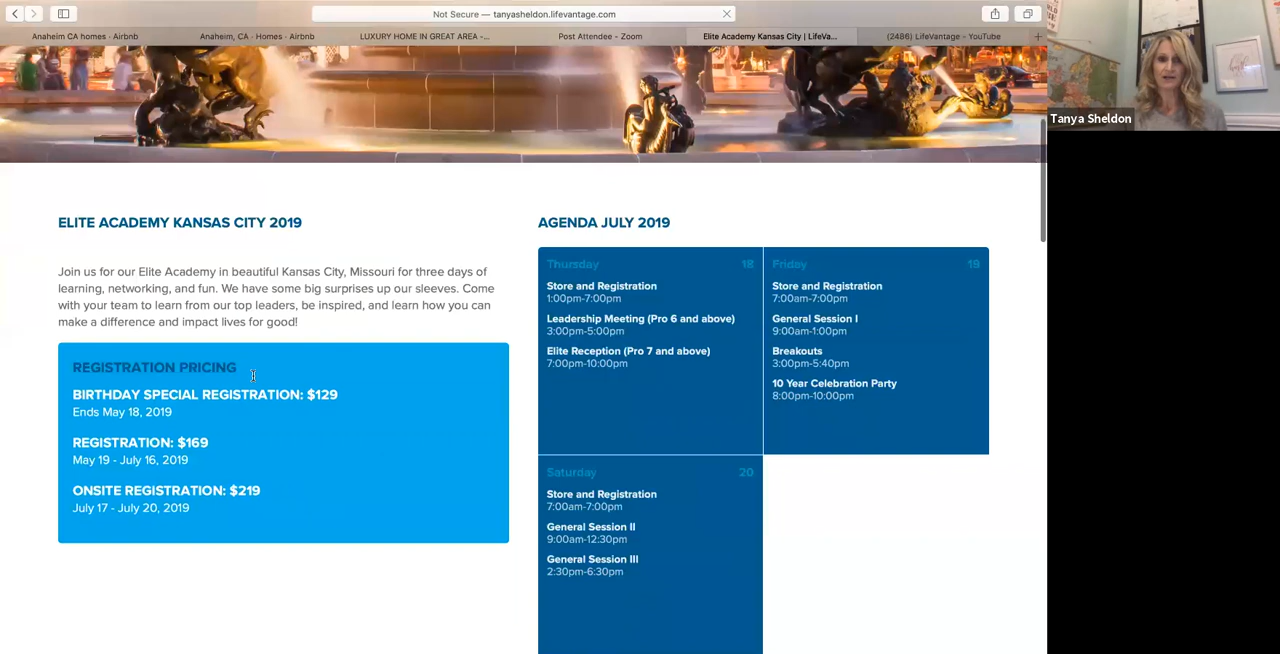 Not Secure — tanyasheldon.lifevantage.com
Anaheim CA homes - Airbnb
Anaheim, CA - Homes - Airbnb
LUXURY HOME IN GREAT AREA -...
Post Attendee - Zoom
Elite Academy Kansas City | LifeVa...
(2486) LifeVantage - YouTube
Tanya Sheldon
ELITE ACADEMY KANSAS CITY 2019
Join us for our Elite Academy in beautiful Kansas City, Missouri for three days of
learning, networking, and fun. We have some big surprises up our sleeves. Come
with your team to learn from our top leaders, be inspired, and learn how you can
make a difference and impact lives for good!
REGISTRATION PRICING
BIRTHDAY SPECIAL REGISTRATION: $129
Ends May 18, 2019
REGISTRATION: $169
May 19 - July 16, 2019
ONSITE REGISTRATION: $219
July 17 - July 20, 2019
AGENDA JULY 2019
Thursday 18
Store and Registration
1:00pm-7:00pm
Leadership Meeting (Pro 6 and above)
3:00pm-5:00pm
Elite Reception (Pro 7 and above)
7:00pm-10:00pm
Friday 19
Store and Registration
7:00am-7:00pm
General Session I
9:00am-1:00pm
Breakouts
3:00pm-5:40pm
10 Year Celebration Party
8:00pm-10:00pm
Saturday 20
Store and Registration
7:00am-7:00pm
General Session II
9:00am-12:30pm
General Session III
2:30pm-6:30pm